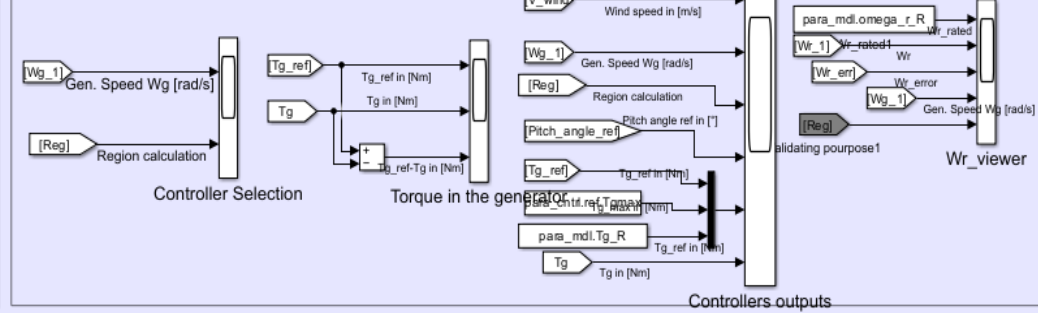 [V_wind]
Wind speed in [m/s]
[Wg_1]
Gen. Speed Wg [rad/s]
[Reg]
Region calculation
Controller Selection
[Tg_ref]
Tg_ref in [Nm]
Tg
Tg in [Nm]
+
−
Tg_ref-Tg in [Nm]
Torque in the generator
[Wg_1]
Gen. Speed Wg [rad/s]
[Reg]
Region calculation
[Pitch_angle_ref]
Pitch angle ref in [°]
[Tg_ref]
Tg_ref in [Nm]
para_cntrl.ref.Tgmax
Tg_max in [Nm]
para_mdl.Tg_R
Tg_ref in [Nm]
Tg
Tg in [Nm]
Controllers outputs
para_mdl.omega_r_R
Wr_rated
[Wr_1]
Wr_rated1
Wr
[Wr_err]
Wr_error
[Wg_1]
Gen. Speed Wg [rad/s]
[Reg]
alidating pourpose1
Wr_viewer